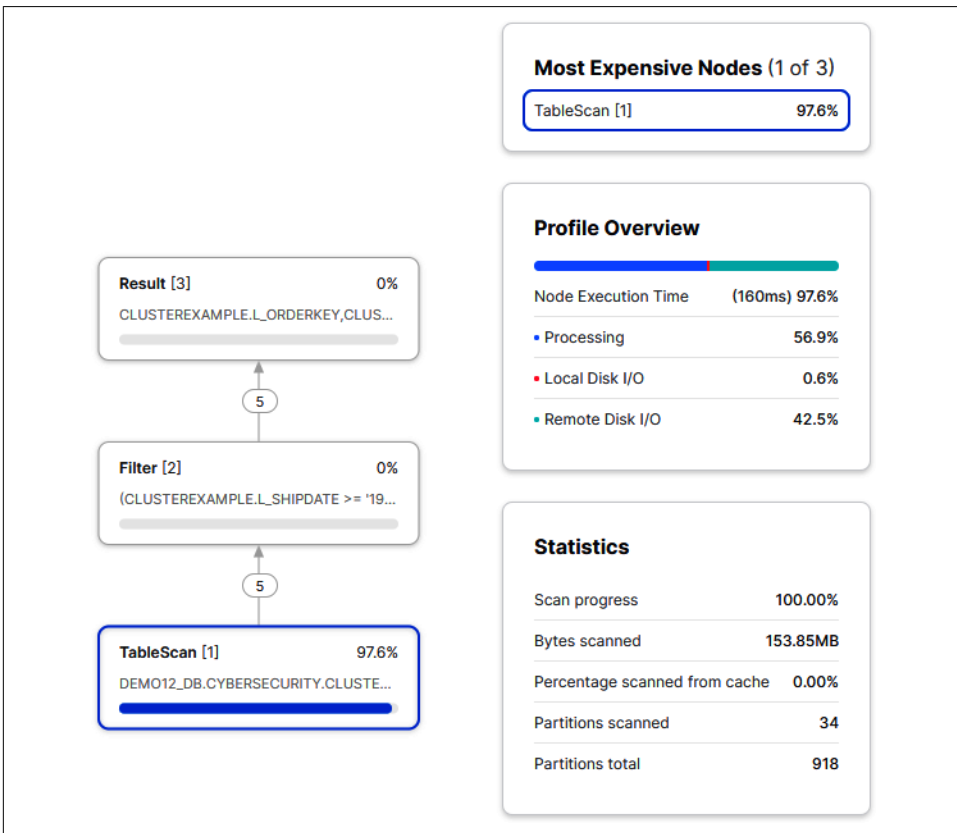 Most Expensive Nodes (1 of 3)
TableScan [1] 97.6%
Profile Overview
Node Execution Time (160ms) 97.6%
Processing 56.9%
Local Disk I/O 0.6%
Remote Disk I/O 42.5%
Statistics
Scan progress 100.00%
Bytes scanned 153.85MB
Percentage scanned from cache 0.00%
Partitions scanned 34
Partitions total 918
Result [3] 0%
CLUSTEREXAMPLE.L_ORDERKEY,CLUS...
5
Filter [2] 0%
(CLUSTEREXAMPLE.L_SHIPDATE >= '19...
5
TableScan [1] 97.6%
DEMO12_DB.CYBERSECURITY.CLUSTE...